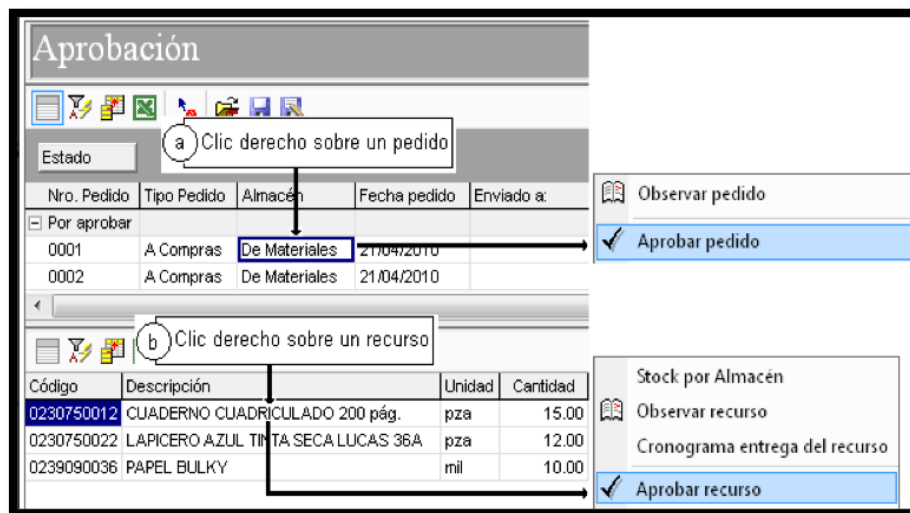 Aprobación
a Clic derecho sobre un pedido
Estado
Nro. Pedido Tipo Pedido Almacén Fecha pedido Enviado a:
Por aprobar
0001 A Compras De Materiales 21/04/2010
0002 A Compras De Materiales 21/04/2010
Observar pedido
Aprobar pedido
b Clic derecho sobre un recurso
Código Descripción Unidad Cantidad
0230750012 CUADERNO CUADRICULADO 200 pág. pza 15.00
0230750022 LAPICERO AZUL TINTA SECA LUCAS 36A pza 12.00
0239090036 PAPEL BULKY mil 10.00
Stock por Almacén
Observar recurso
Cronograma entrega del recurso
Aprobar recurso